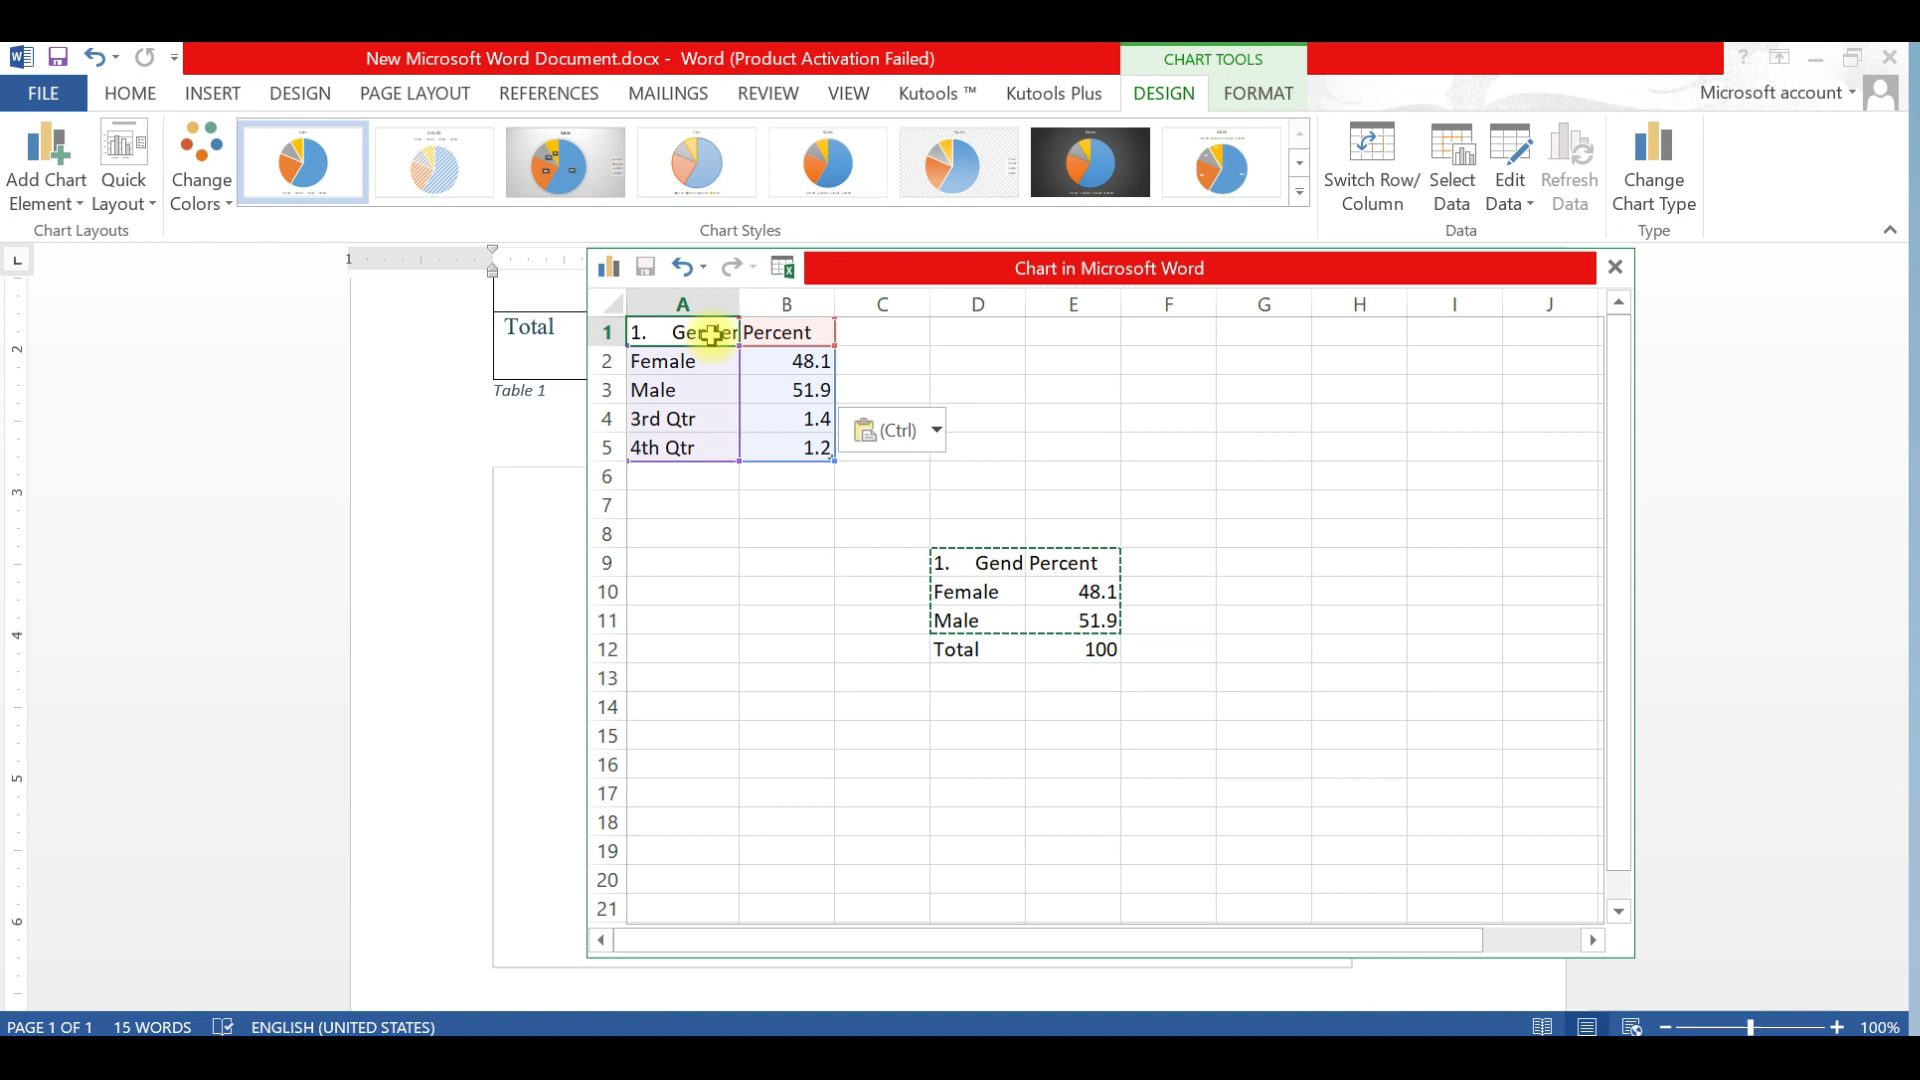 New Microsoft Word Document.docx - Word (Product Activation Failed)
CHART TOOLS
?
FILE
HOME
INSERT
DESIGN
PAGE LAYOUT
REFERENCES
MAILINGS
REVIEW
VIEW
Kutools ™
Kutools Plus
DESIGN
FORMAT
Microsoft account
Add Chart Element
Quick Layout
Change Colors
Switch Row/ Column
Select Data
Edit Data
Refresh Data
Change Chart Type
Chart Layouts
Chart Styles
Data
Type
L
1
Chart in Microsoft Word
A B C D E F G H I J
1 1. Gender Percent
2 Female 48.1
3 Male 51.9
4 3rd Qtr 1.4
5 4th Qtr 1.2
(Ctrl)
6
7
8
9 1. Gend Percent
10 Female 48.1
11 Male 51.9
12 Total 100
13
14
15
16
17
18
19
20
21
Total
Table 1
2
3
4
5
6
PAGE 1 OF 1 15 WORDS ENGLISH (UNITED STATES) 100%